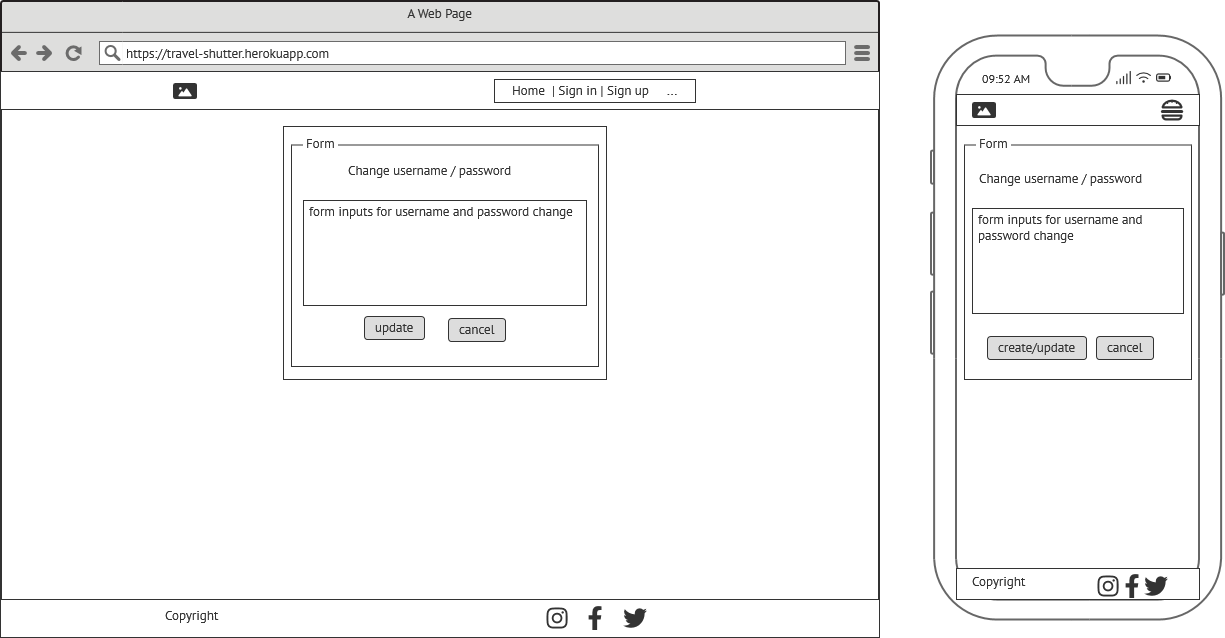 A Web Page
https://travel-shutter.herokuapp.com
Home | Sign in | Sign up ...
Form
Change username / password
form inputs for username and password change
update cancel
Copyright
09:52 AM
Form
Change username / password
form inputs for username and
password change
create/update cancel
Copyright